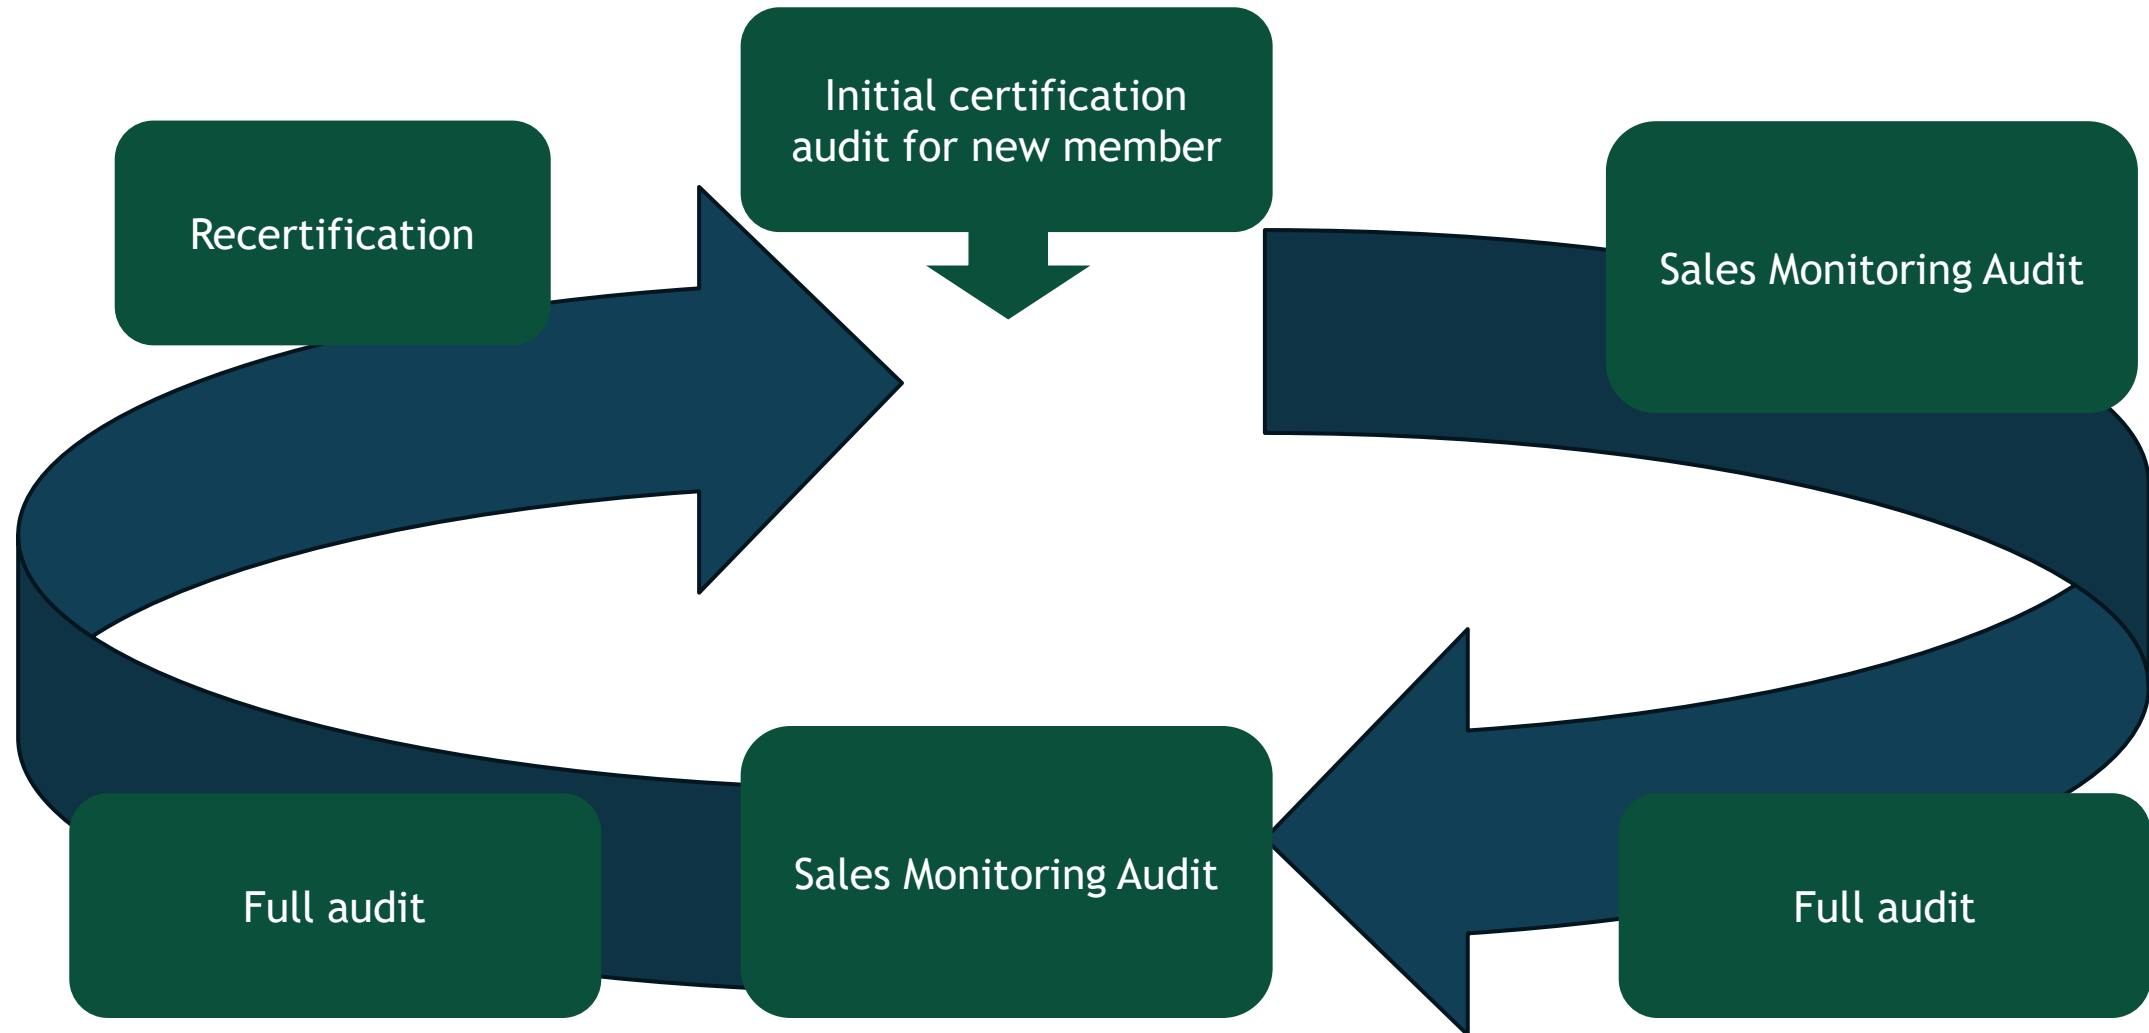 Initial certification
audit for new member
Sales Monitoring Audit
Full audit
Sales Monitoring Audit
Full audit
Recertification